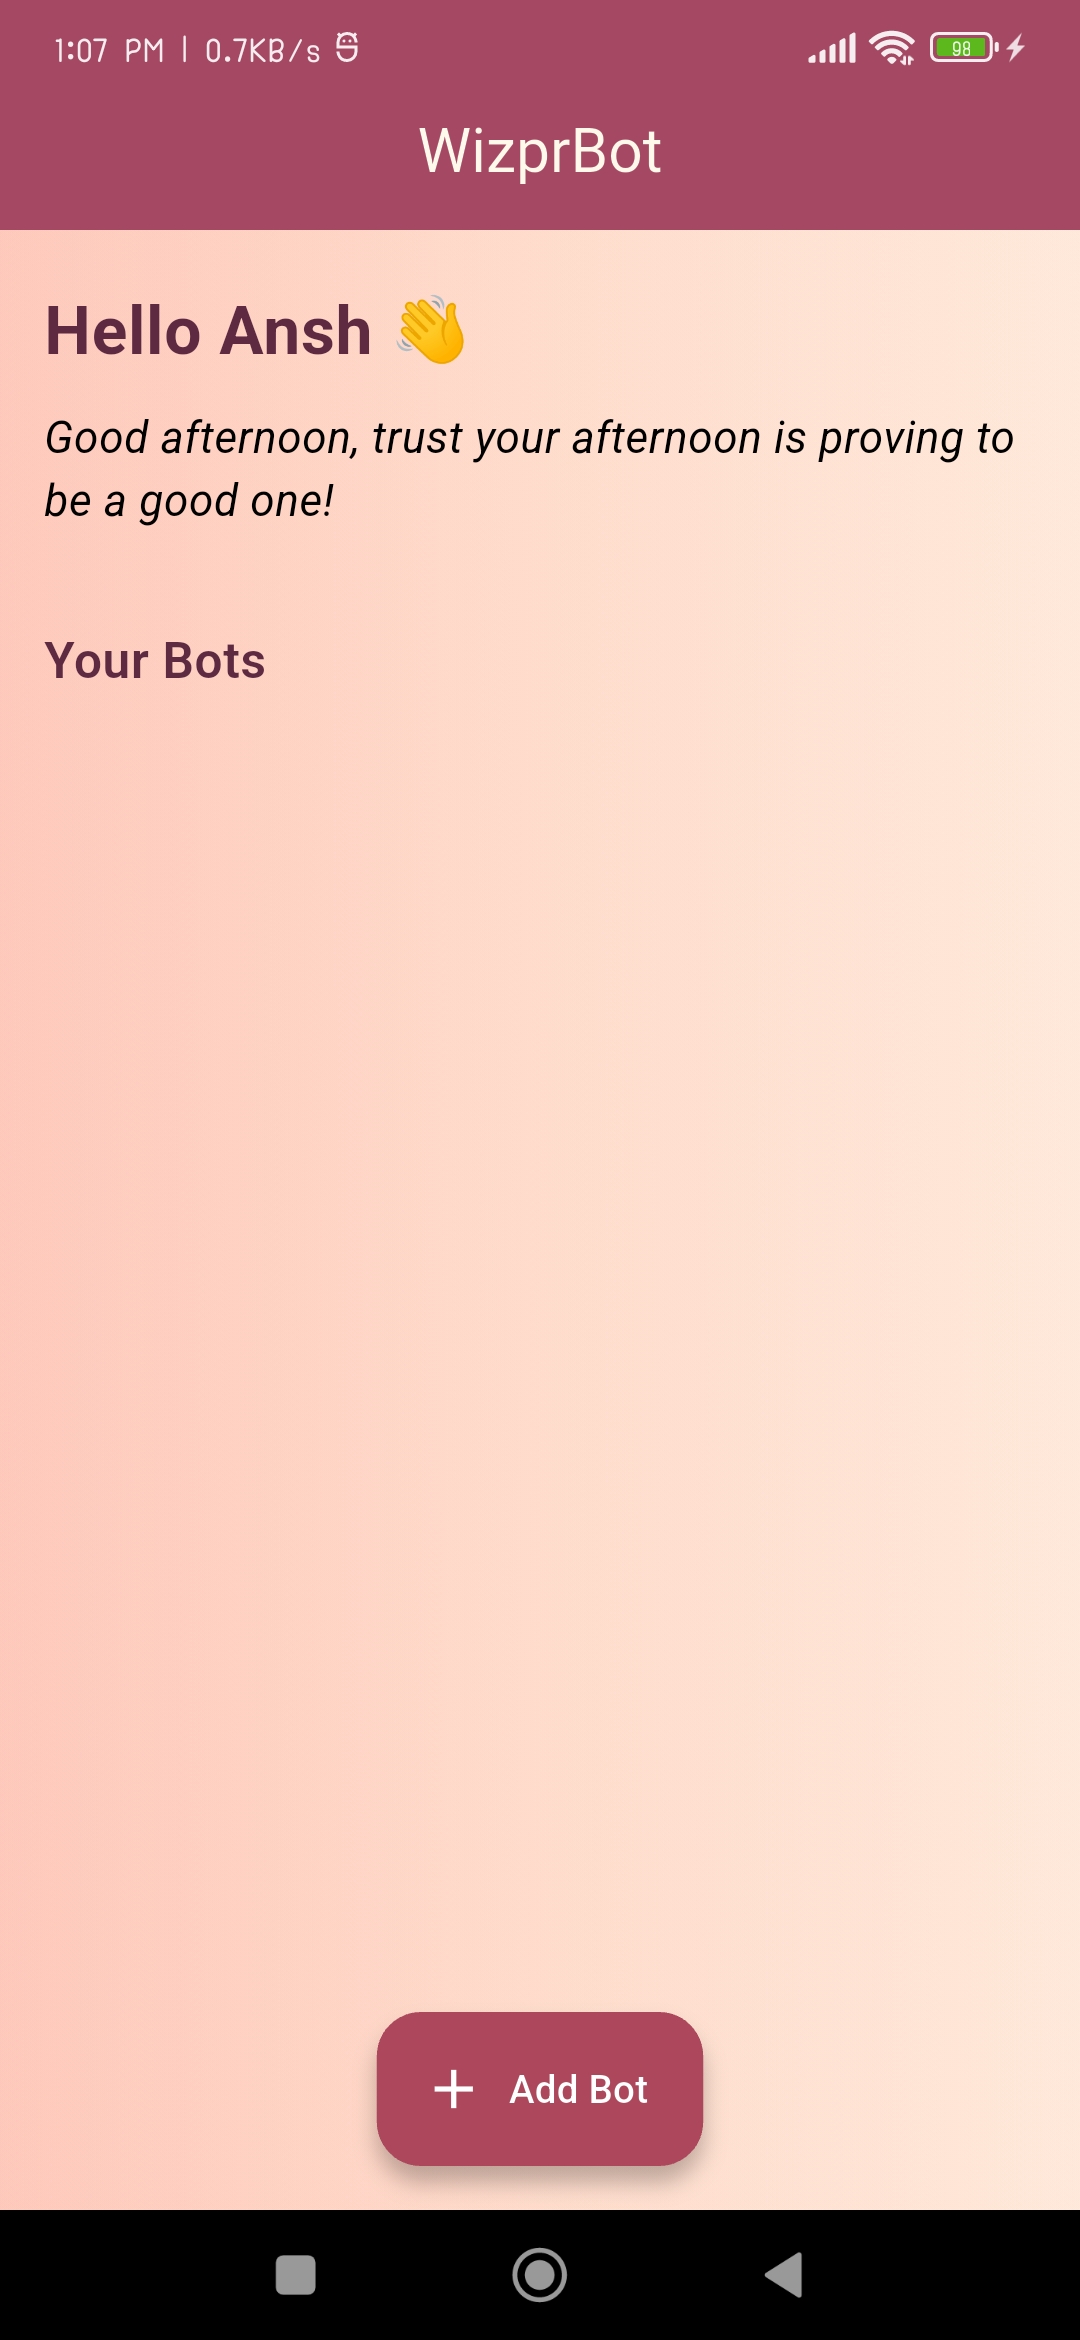 1:07 PM | 0.7KB/s
98
WizprBot
Hello Ansh 👋
Good afternoon, trust your afternoon is proving to
be a good one!
Your Bots
Add Bot